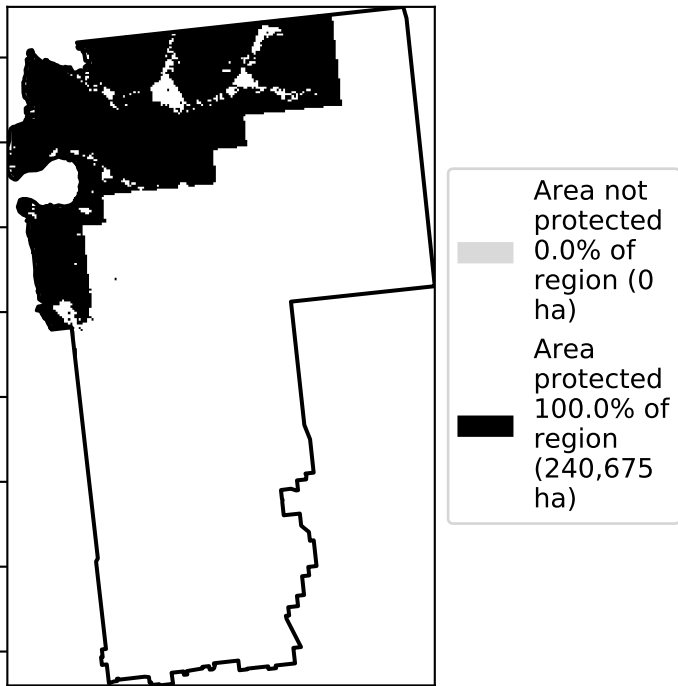 Area not
protected
0.0% of
region (0
ha)
Area
protected
100.0% of
region
(240,675
ha)